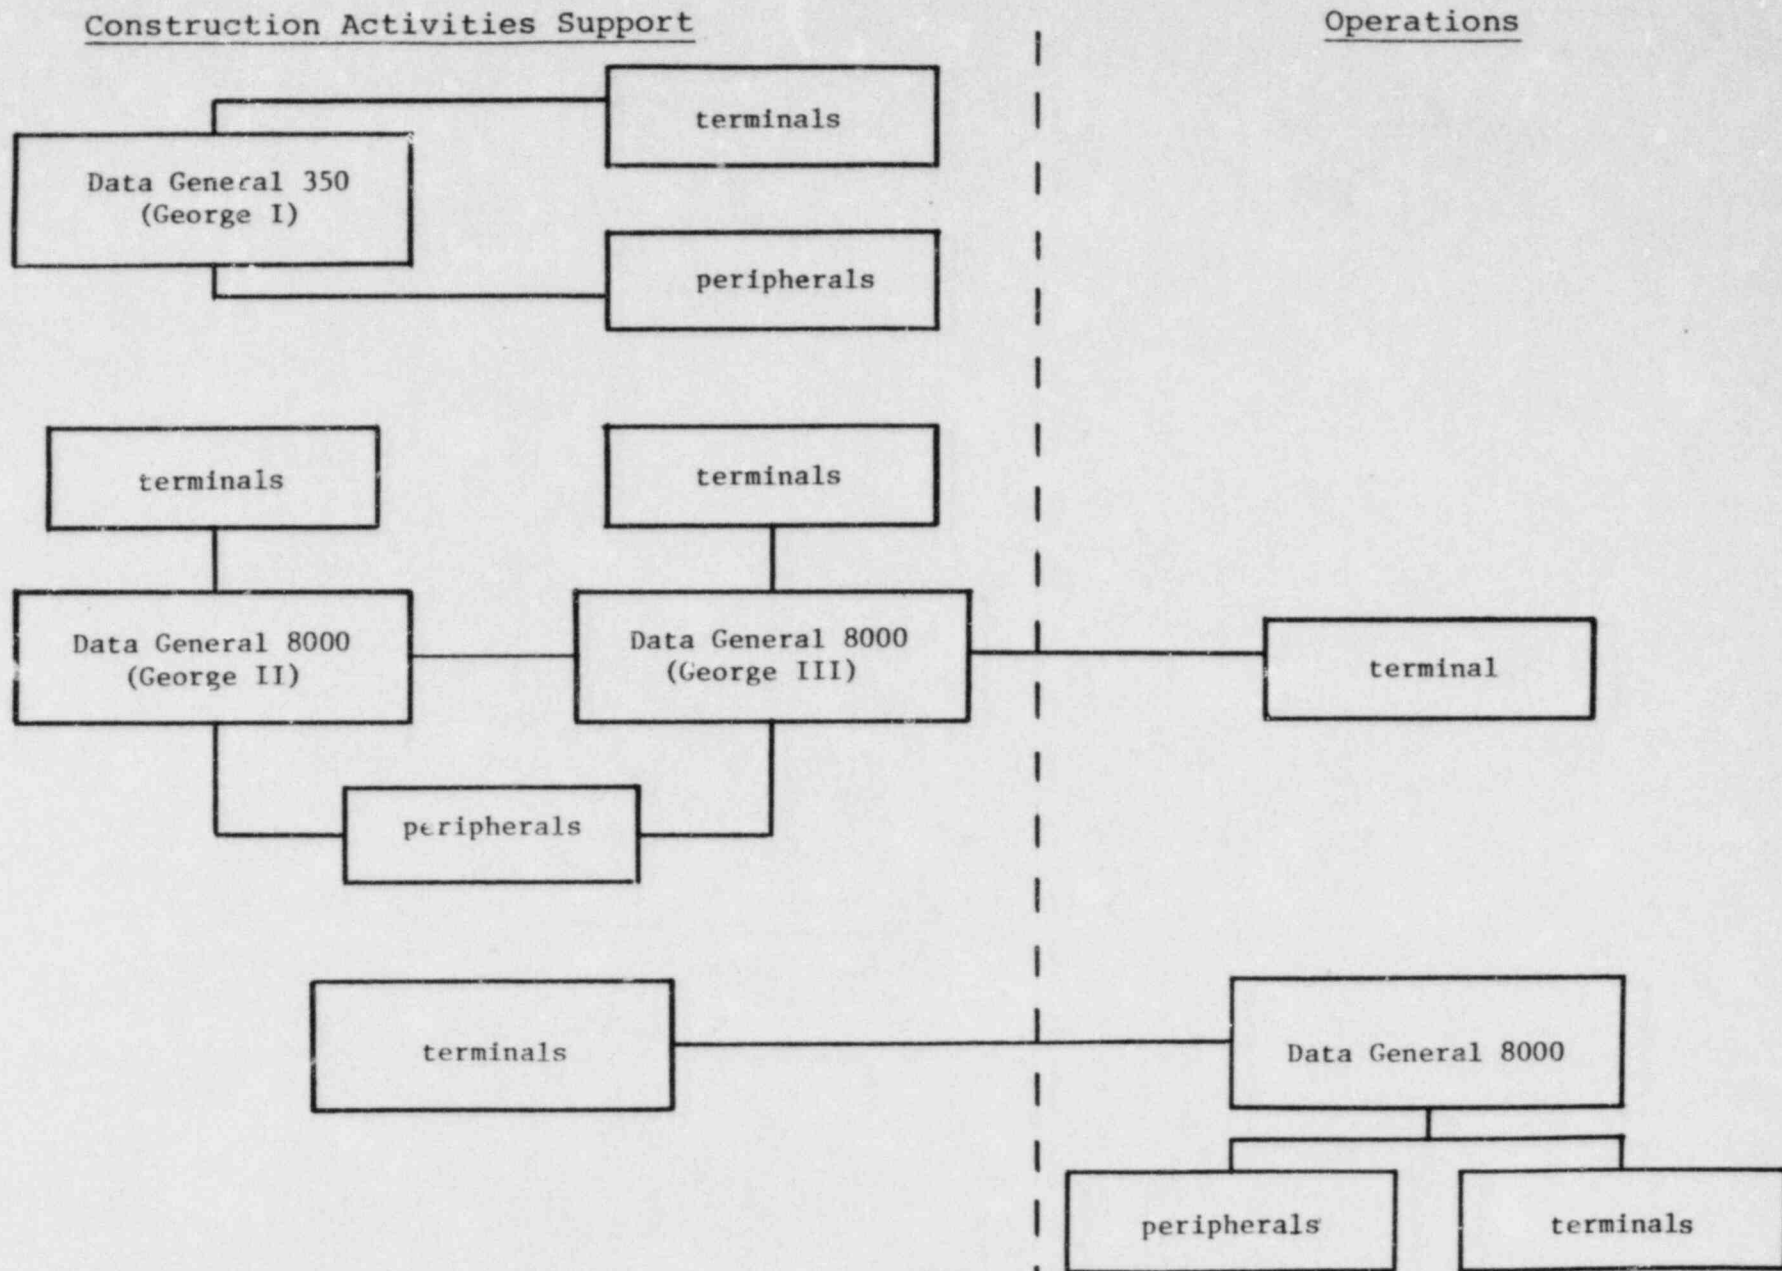 Construction Activities Support
Operations
terminals
Data General 350
(George I)
peripherals
terminals
terminals
Data General 8000
(George II)
Data General 8000
(George III)
terminal
peripherals
terminals
Data General 8000
peripherals
terminals